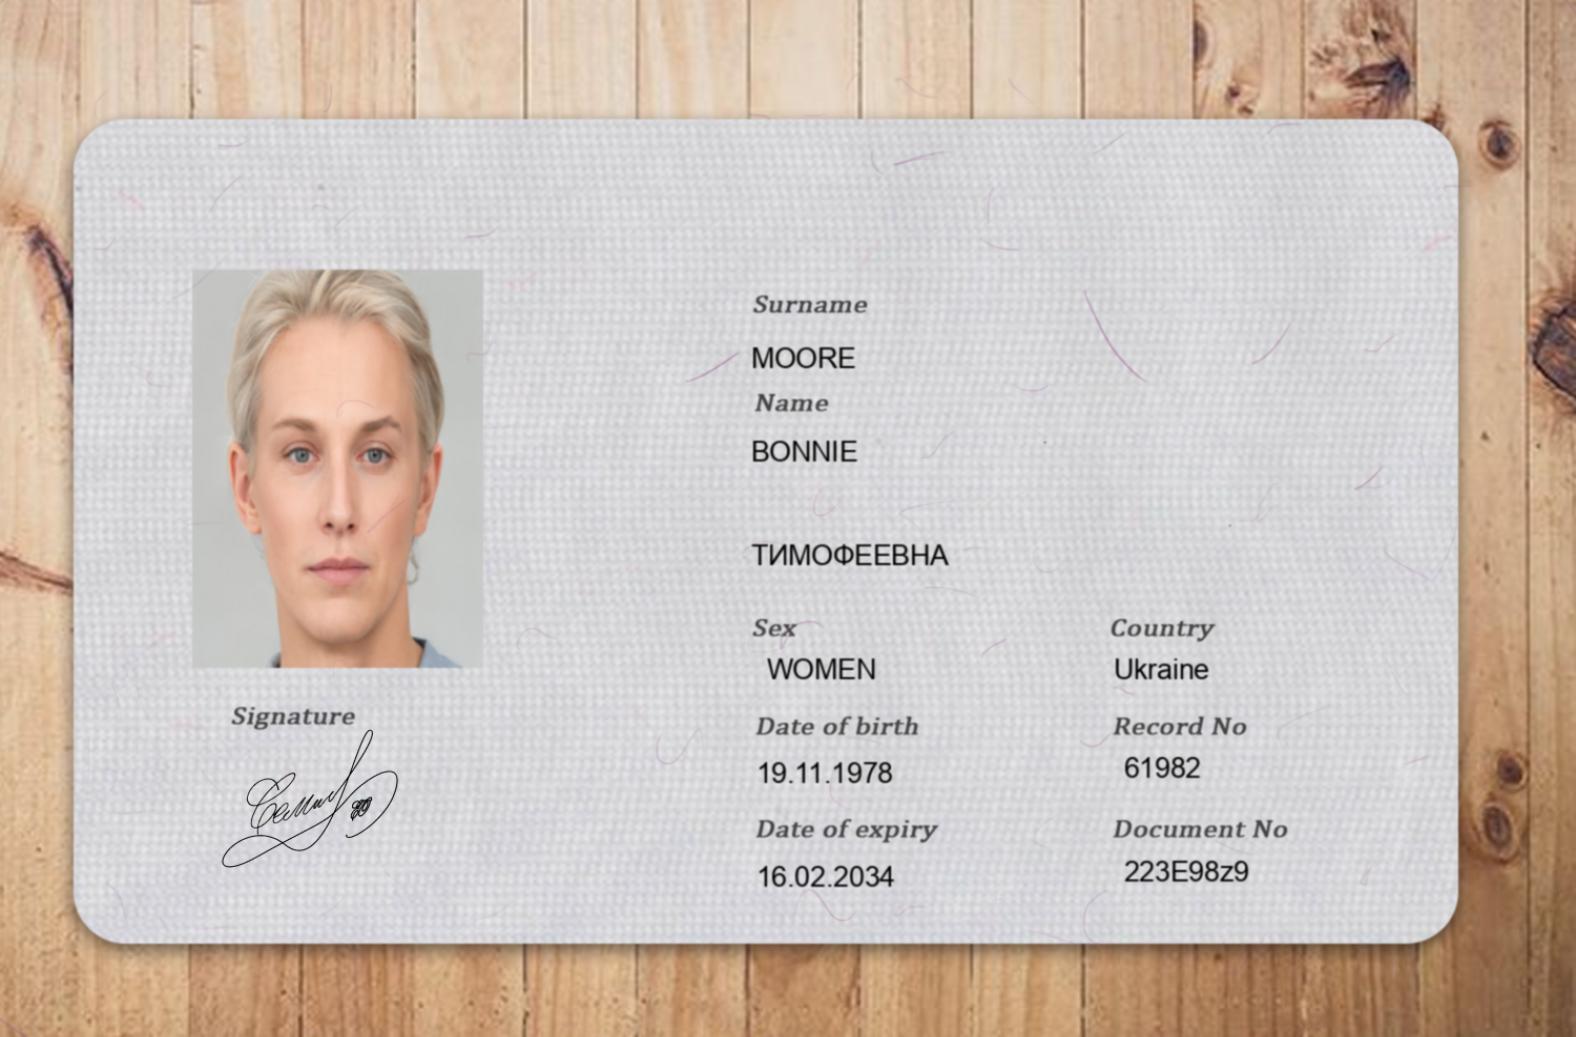 Surname
MOORE
Name
BONNIE
ТИМОФЕЕВНА
Sex
Country
WOMEN
Ukraine
Date of birth
Record No
19.11.1978
61982
Date of expiry
Document No
16.02.2034
223E98z9
Signature